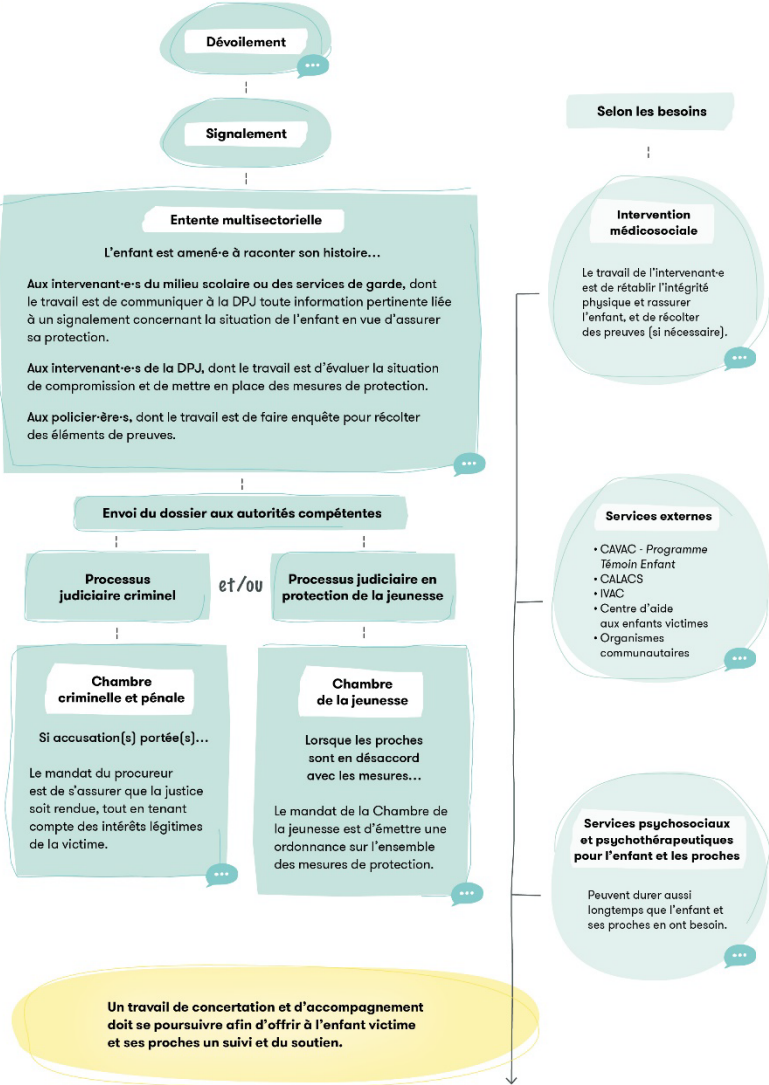 Dévoilement
Signalement
Entente multisectorielle
L'enfant est amené·e à raconter son histoire…
Aux intervenant·e·s du milieu scolaire ou des services de garde, dont
le travail est de communiquer à la DPJ toute information pertinente liée
à un signalement concernant la situation de l'enfant en vue d'assurer
sa protection.
Aux intervenant·e·s de la DPJ, dont le travail est d'évaluer la situation
de compromission et de mettre en place des mesures de protection.
Aux policier·ère·s, dont le travail est de faire enquête pour récolter
des éléments de preuves.
Envoi du dossier aux autorités compétentes
Processus
judiciaire criminel
et/ou
Processus judiciaire en
protection de la jeunesse
Chambre
criminelle et pénale
Si accusation(s) portée(s)…
Le mandat du procureur
est de s'assurer que la justice
soit rendue, tout en tenant
compte des intérêts légitimes
de la victime.
Chambre
de la jeunesse
Lorsque les proches
sont en désaccord
avec les mesures…
Le mandat de la Chambre de
la jeunesse est d'émettre une
ordonnance sur l'ensemble
des mesures de protection.
Selon les besoins
Intervention
médicosociale
Le travail de l'intervenant·e
est de rétablir l'intégrité
physique et rassurer
l'enfant, et de récolter
des preuves (si nécessaire).
Services externes
• CAVAC - Programme
Témoin Enfant
• CALACS
• IVAC
• Centre d'aide
aux enfants victimes
• Organismes
communautaires
Services psychosociaux
et psychothérapeutiques
pour l'enfant et les proches
Peuvent durer aussi
longtemps que l'enfant et
ses proches en ont besoin.
Un travail de concertation et d'accompagnement
doit se poursuivre afin d'offrir à l'enfant victime
et ses proches un suivi et du soutien.